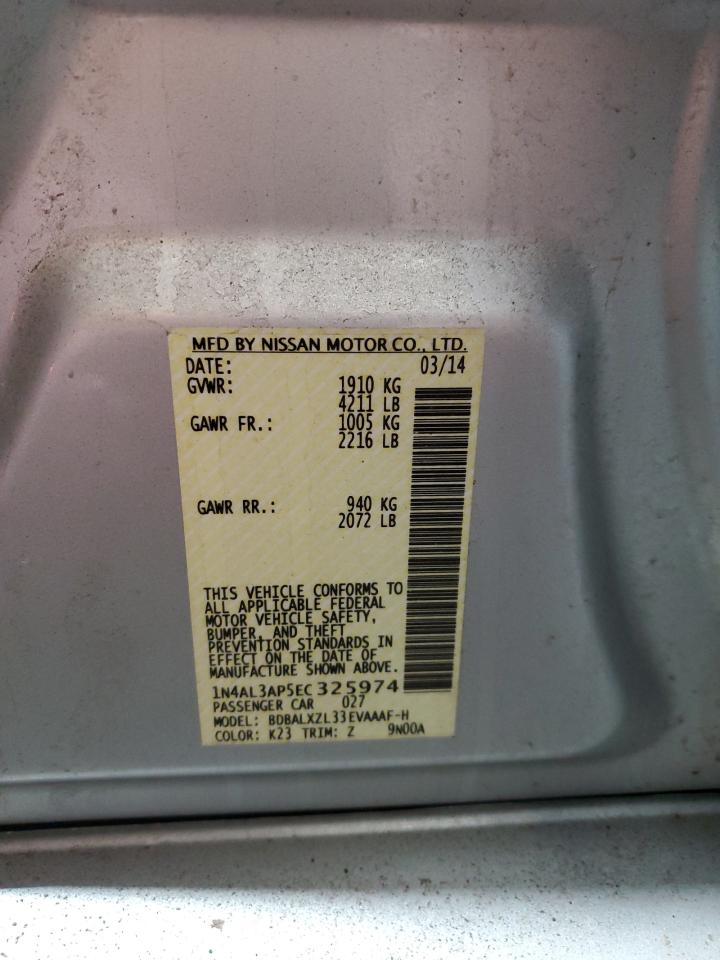 MFD BY NISSAN MOTOR CO., LTD.
DATE: 03/14
GVWR: 1910 KG
4211 LB
GAWR FR.: 1005 KG
2216 LB
GAWR RR.: 940 KG
2072 LB
THIS VEHICLE CONFORMS TO
ALL APPLICABLE FEDERAL
MOTOR VEHICLE SAFETY,
BUMPER, AND THEFT
PREVENTION STANDARDS IN
EFFECT ON THE DATE OF
MANUFACTURE SHOWN ABOVE.
1N4AL3AP5EC325974
PASSENGER CAR 027
MODEL: BDBALXZL33EVAAAF-H
COLOR: K23 TRIM: Z 9N00A